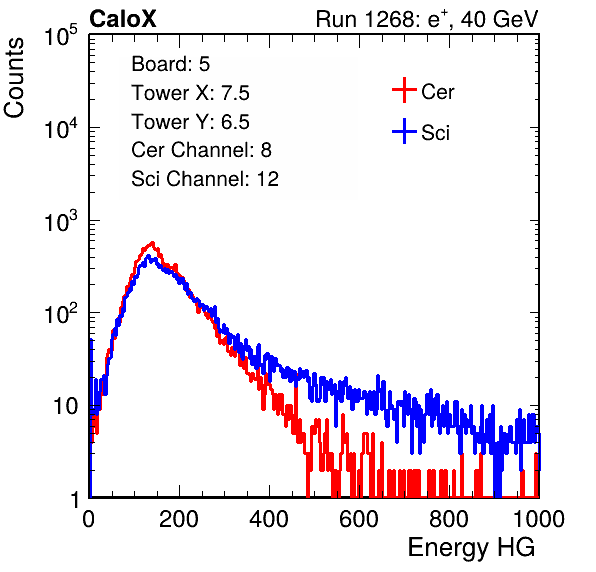 CaloX Run 1268: e⁺, 40 GeV
Counts
10⁵
10⁴
10³
10²
10
1
Board: 5
Tower X: 7.5
Tower Y: 6.5
Cer Channel: 8
Sci Channel: 12
Cer
Sci
0 200 400 600 800 1000
Energy HG